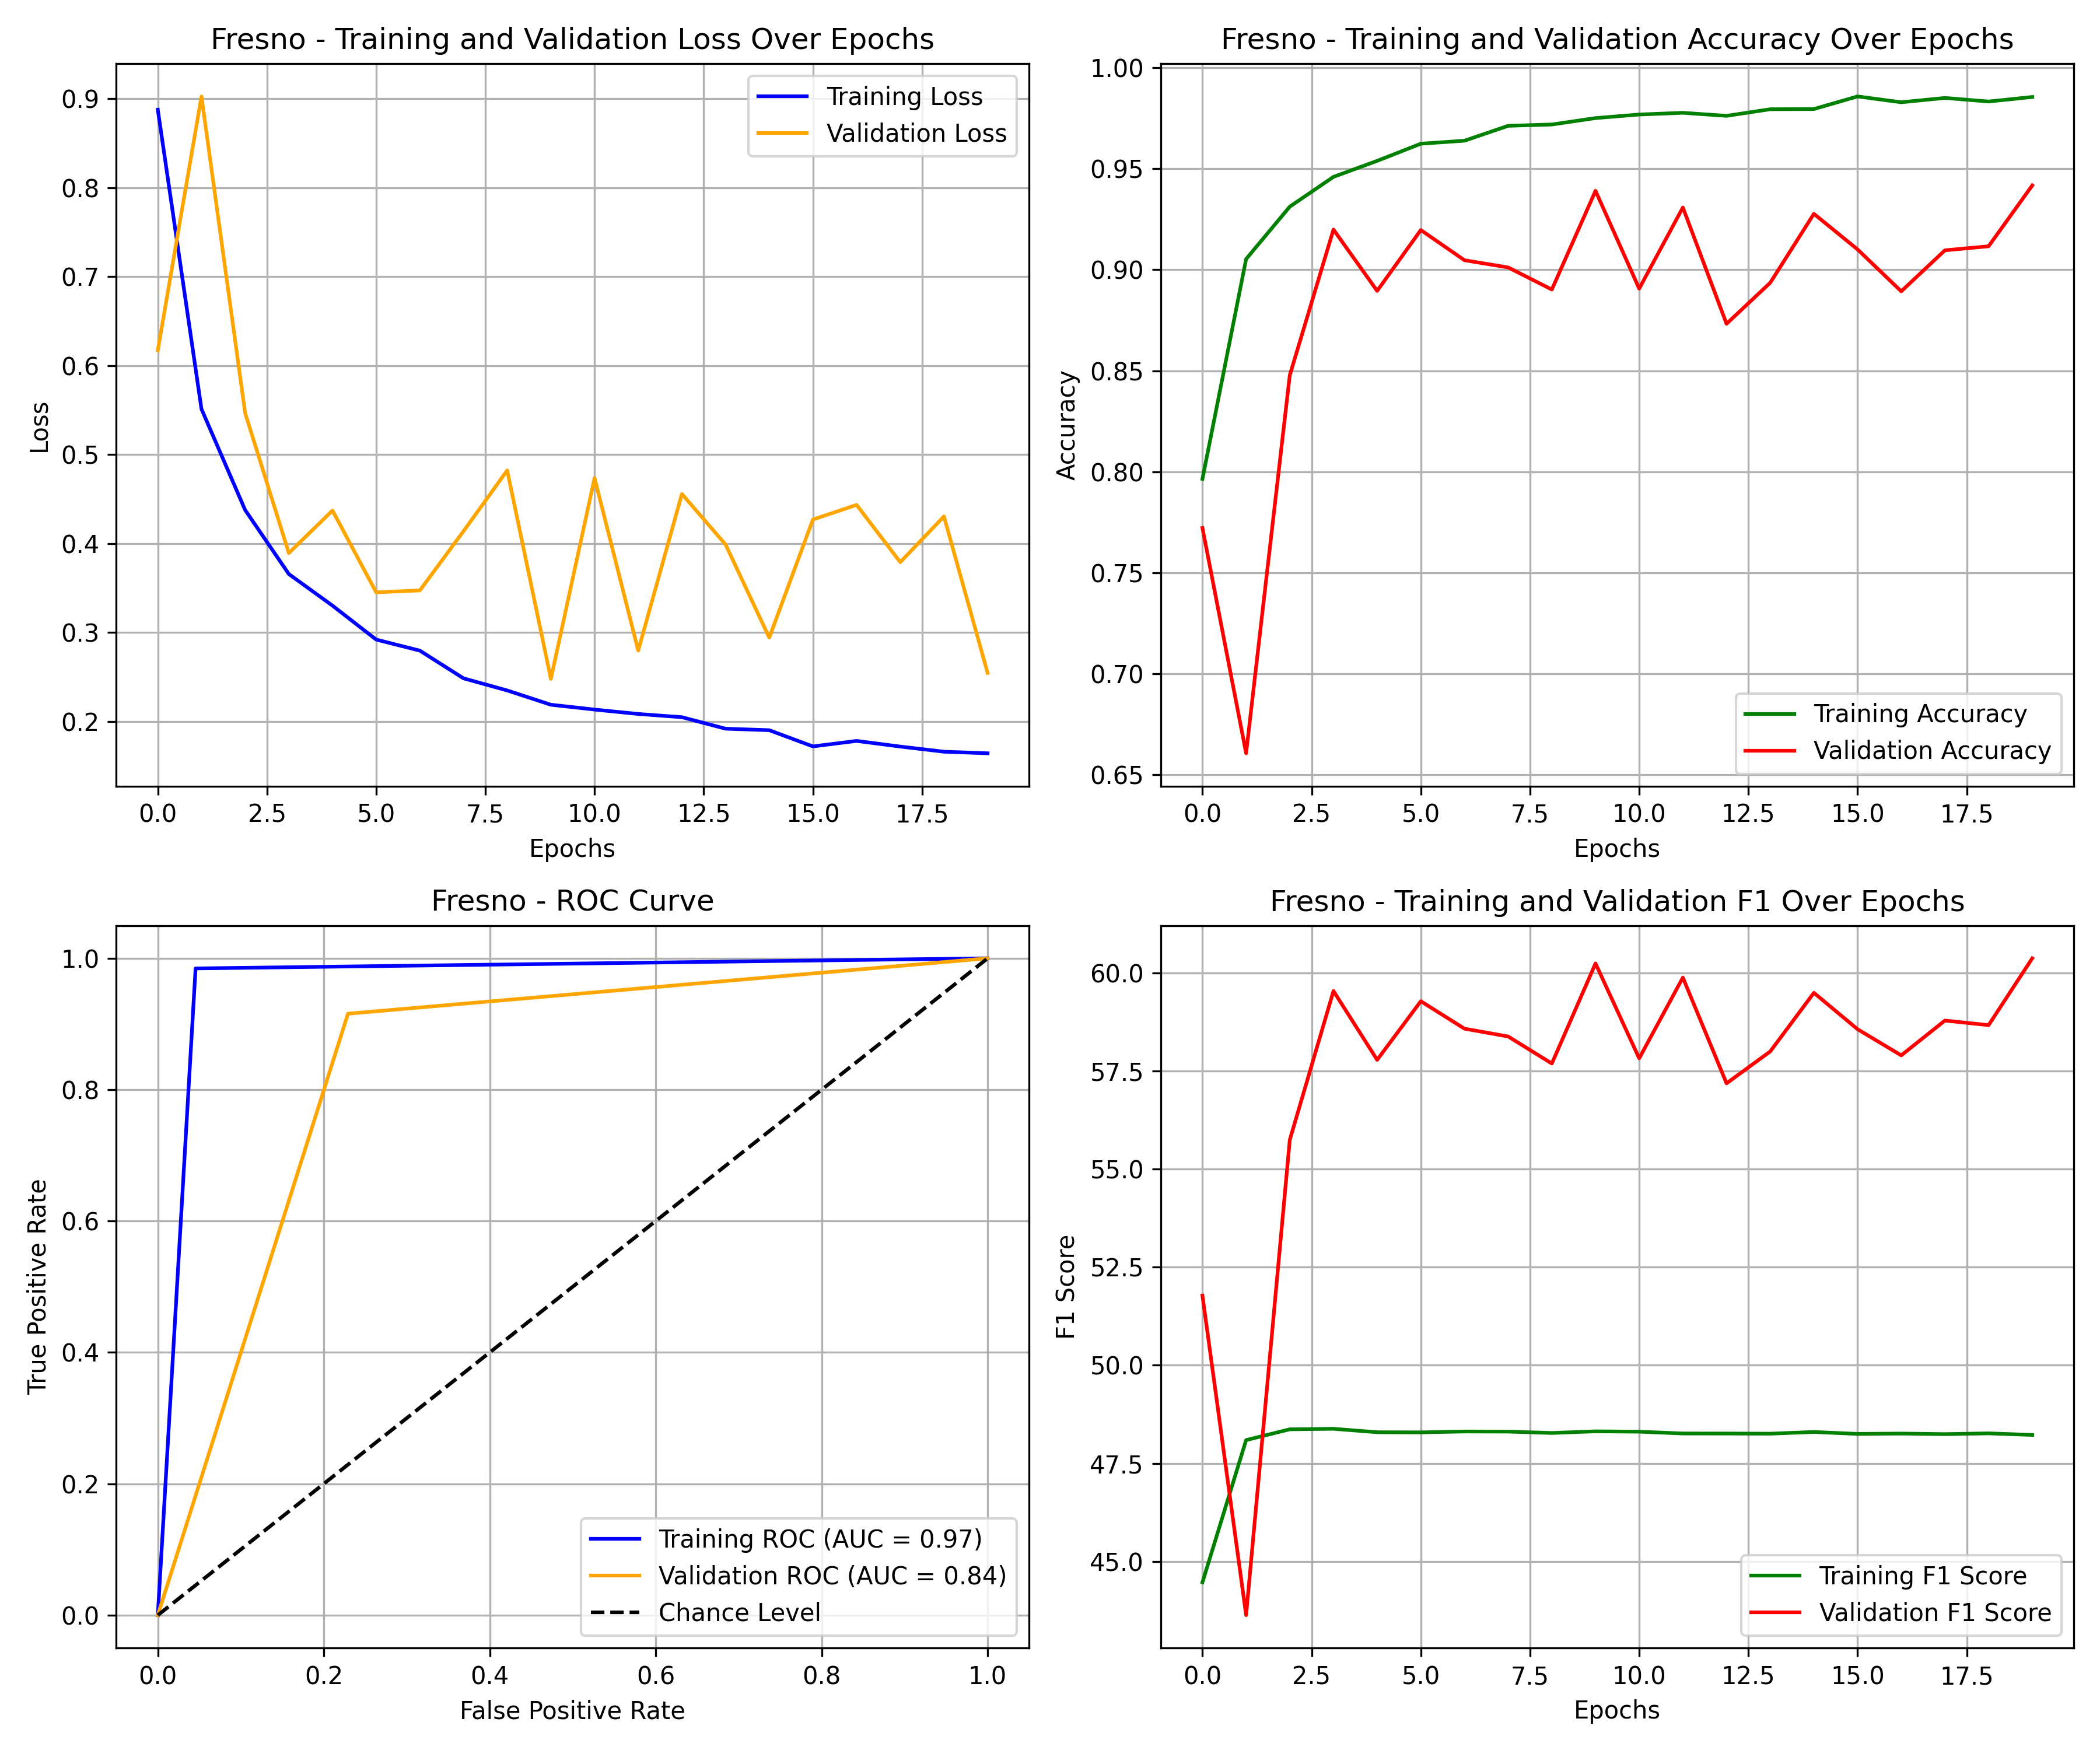 Fresno - Training and Validation Loss Over Epochs
Training Loss
Validation Loss
0.9
0.8
0.7
0.6
0.5
0.4
0.3
0.2
Loss
0.0 2.5 5.0 7.5 10.0 12.5 15.0 17.5
Epochs
Fresno - Training and Validation Accuracy Over Epochs
1.00
0.95
0.90
0.85
0.80
0.75
0.70
0.65
Accuracy
Training Accuracy
Validation Accuracy
0.0 2.5 5.0 7.5 10.0 12.5 15.0 17.5
Epochs
Fresno - ROC Curve
1.0
0.8
0.6
0.4
0.2
0.0
True Positive Rate
Training ROC (AUC = 0.97)
Validation ROC (AUC = 0.84)
Chance Level
0.0 0.2 0.4 0.6 0.8 1.0
False Positive Rate
Fresno - Training and Validation F1 Over Epochs
60.0
57.5
55.0
52.5
50.0
47.5
45.0
F1 Score
Training F1 Score
Validation F1 Score
0.0 2.5 5.0 7.5 10.0 12.5 15.0 17.5
Epochs